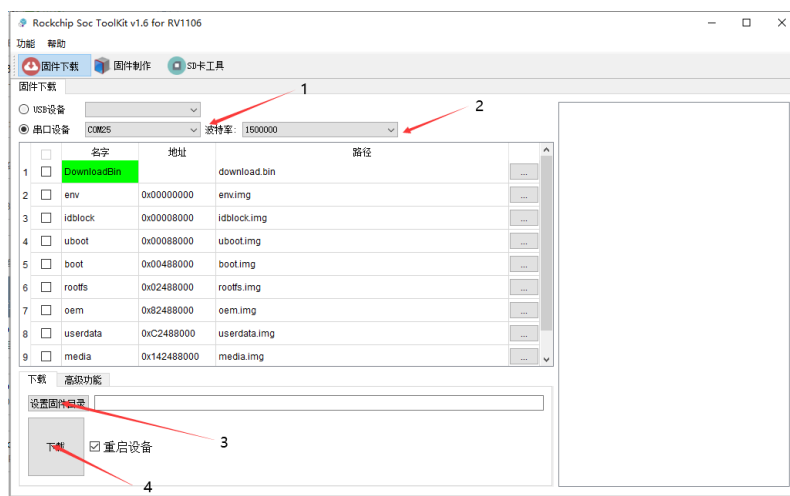 Rockchip Soc ToolKit v1.6 for RV1106
功能 帮助
固件下载 固件制作 SD卡工具
固件下载
1
USB设备
2
串口设备 COM25 波特率: 1500000
名字 地址 路径
1 DownloadBin download.bin ...
2 env 0x00000000 env.img ...
3 idblock 0x00008000 idblock.img ...
4 uboot 0x00088000 uboot.img ...
5 boot 0x00488000 boot.img ...
6 rootfs 0x02488000 rootfs.img ...
7 oem 0x82488000 oem.img ...
8 userdata 0xC2488000 userdata.img ...
9 media 0x142488000 media.img ...
下载 高级功能
设置固件目录
3
下载 重启设备
4